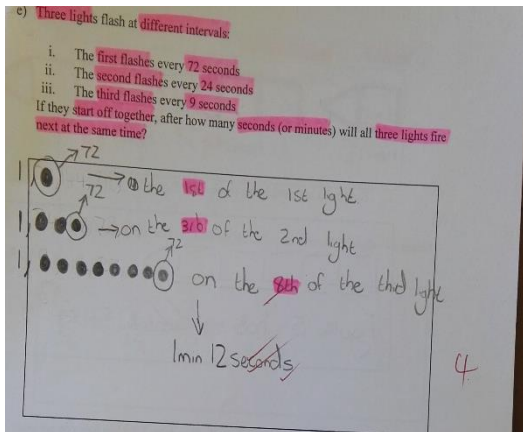 e) Three lights flash at different intervals:
i. The first flashes every 72 seconds
ii. The second flashes every 24 seconds
iii. The third flashes every 9 seconds
If they start off together, after how many seconds (or minutes) will all three lights fire
next at the same time?
72
1) → on the 1st of the 1st light
72
1) → on the 3rd of the 2nd light
72
1) on the 8th of the third light
↓
1min 12 seconds
4